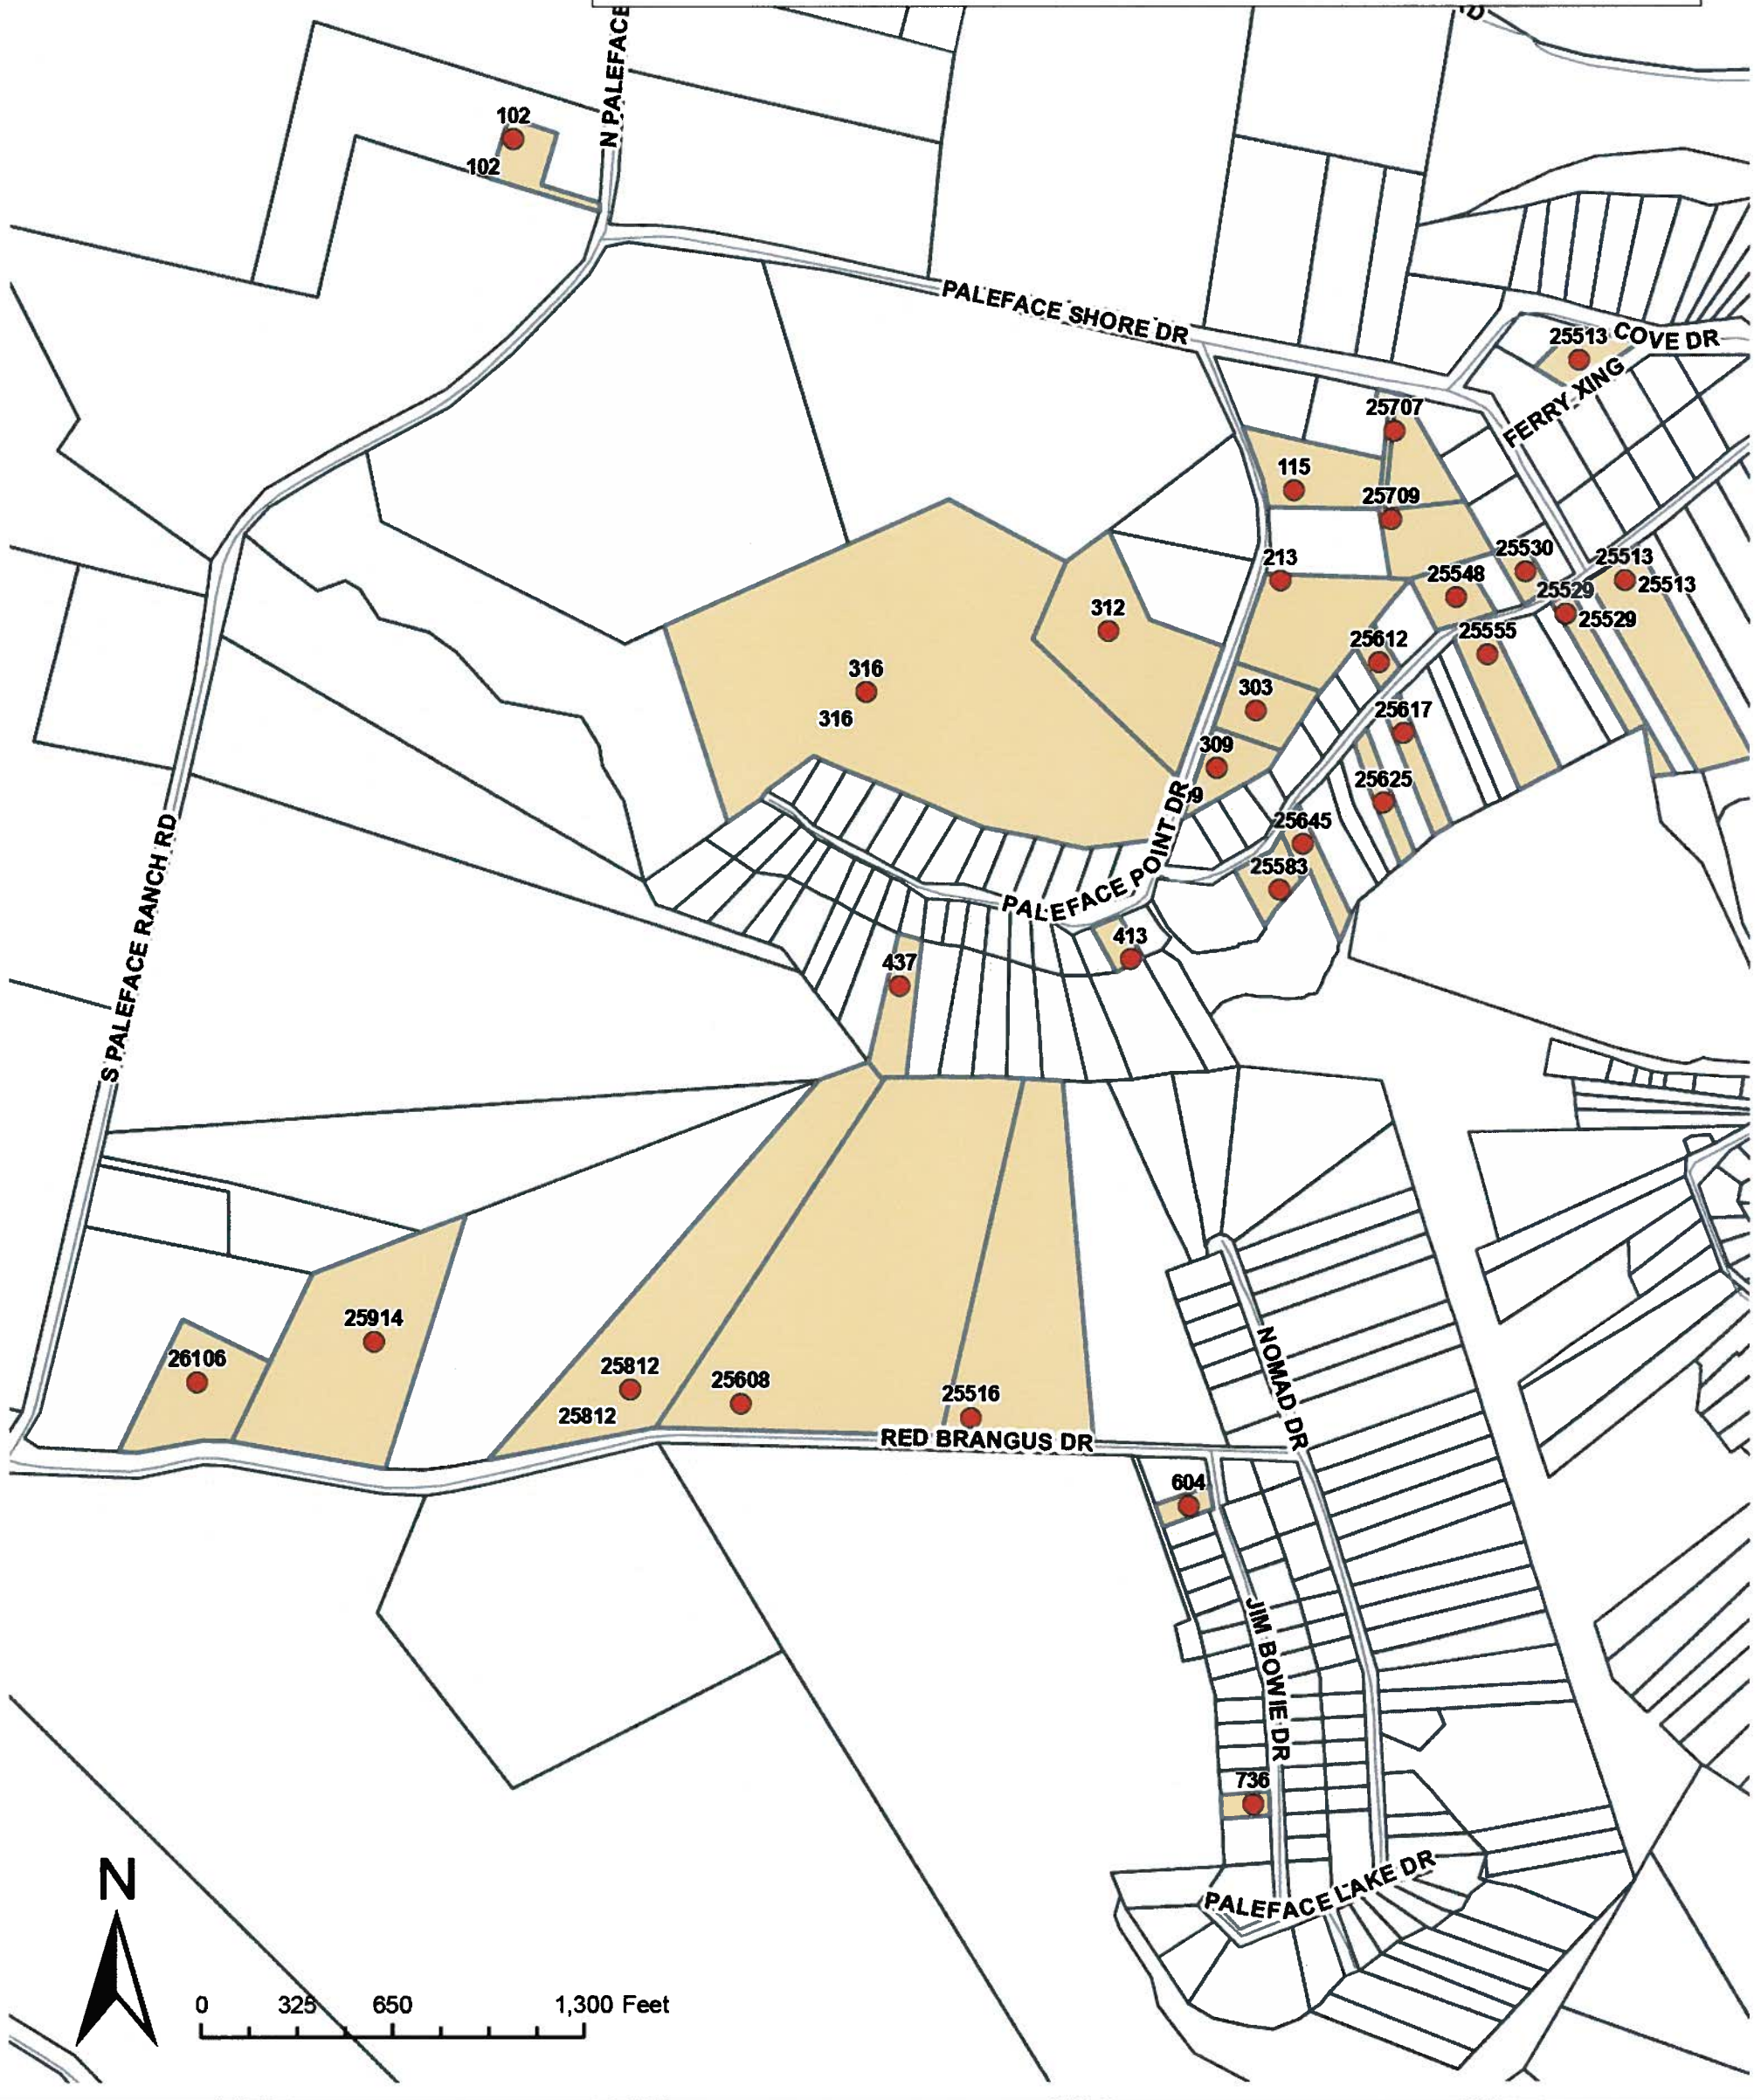 N PALEFACE
102
102
PALEFACE SHORE DR
25513
COVE DR
FERRY XING
25707
115
25709
213
25530
25513
25513
25548
25529
25529
312
25612
25555
316
316
303
25617
309
25625
25645
25583
PALEFACE POINT DR
413
437
S PALEFACE RANCH RD
25914
26106
25812
25812
25608
25516
RED BRANGUS DR
NOMAD DR
604
JIM BOWIE DR
736
PALEFACE LAKE DR
N
0 325 650 1,300 Feet